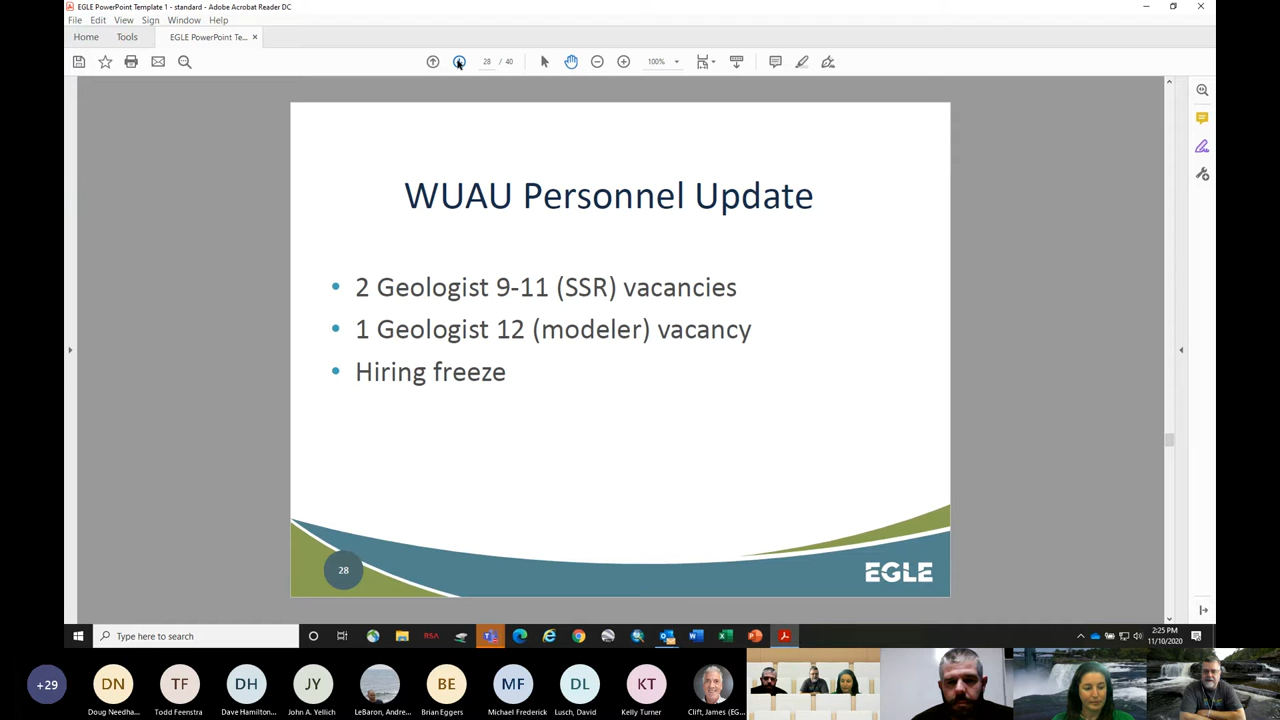 EGLE PowerPoint Template 1 - standard - Adobe Acrobat Reader DC
File Edit View Sign Window Help
Home Tools EGLE PowerPoint Te... ×
28 / 40 100%
WUAU Personnel Update
• 2 Geologist 9-11 (SSR) vacancies
• 1 Geologist 12 (modeler) vacancy
• Hiring freeze
28
EGLE
Type here to search
RSA
2:25 PM
11/10/2020
+29 DN TF DH JY BE MF DL KT
Doug Needha... Todd Feenstra Dave Hamilton... John A. Yellich LeBaron, Andre... Brian Eggers Michael Frederick Lusch, David Kelly Turner Clift, James (EG...